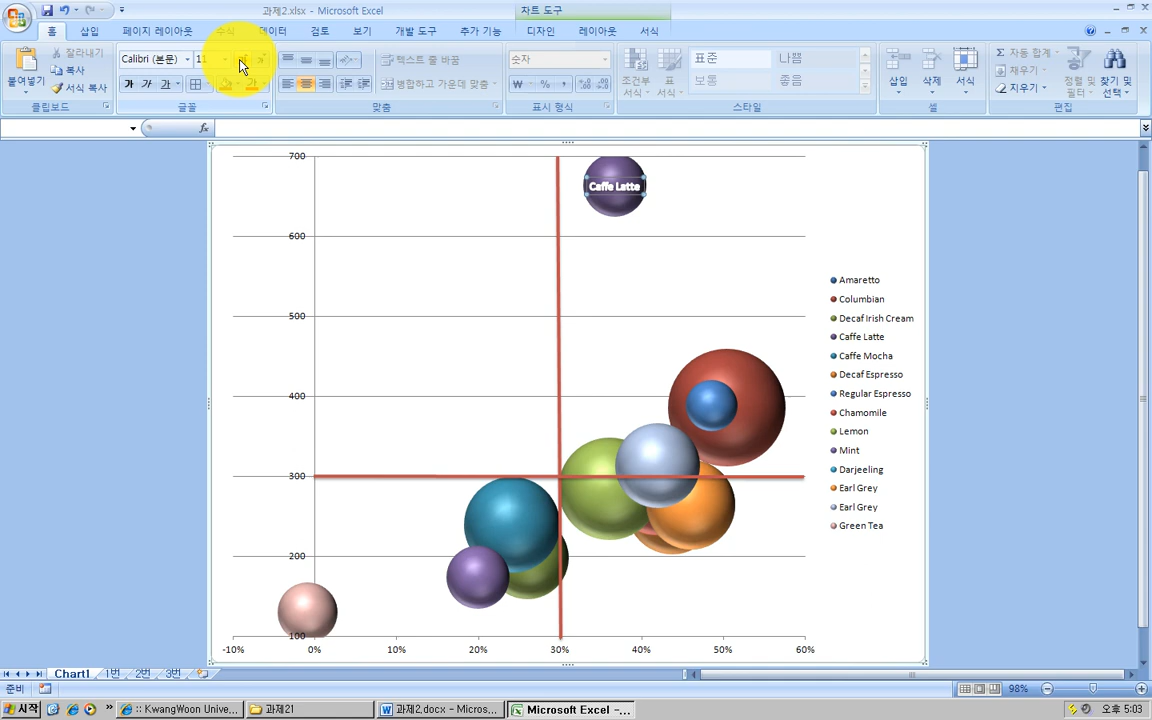 과제2.xlsx - Microsoft Excel
차트 도구
홈 삽입 페이지 레이아웃 수식 데이터 검토 보기 개발 도구 추가 기능 디자인 레이아웃 서식
붙여넣기
잘라내기
복사
서식 복사
클립보드
Calibri (본문) 11
가 가 가
글꼴
텍스트 줄 바꿈
병합하고 가운데 맞춤
맞춤
숫자
₩ % ,
표시 형식
조건부 서식
표 서식
표준 나쁨
보통 좋음
스타일
삽입 삭제 서식
셀
Σ 자동 합계
채우기
지우기
정렬 및 필터
찾기 및 선택
편집
fx
700
600
500
400
300
200
100
-10% 0% 10% 20% 30% 40% 50% 60%
Caffe Latte
Amaretto
Columbian
Decaf Irish Cream
Caffe Latte
Caffe Mocha
Decaf Espresso
Regular Espresso
Chamomile
Lemon
Mint
Darjeeling
Earl Grey
Earl Grey
Green Tea
Chart1 1번 2번 3번
준비
98%
시작
:: KwangWoon Unive...
과제21
과제2.docx - Micros...
Microsoft Excel -...
오후 5:03